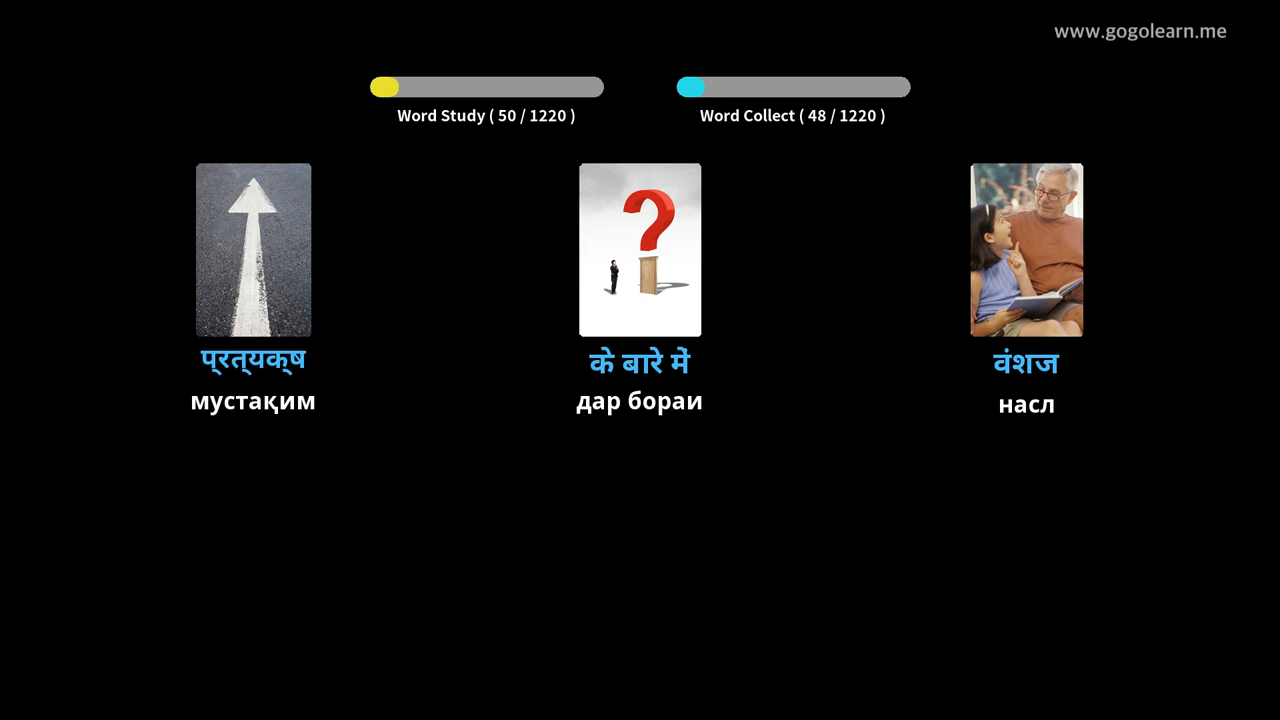 www.gogolearn.me
Word Study ( 50 / 1220 )
Word Collect ( 48 / 1220 )
प्रत्यक्ष
мустақим
के बारे में
дар бораи
वंशज
насл